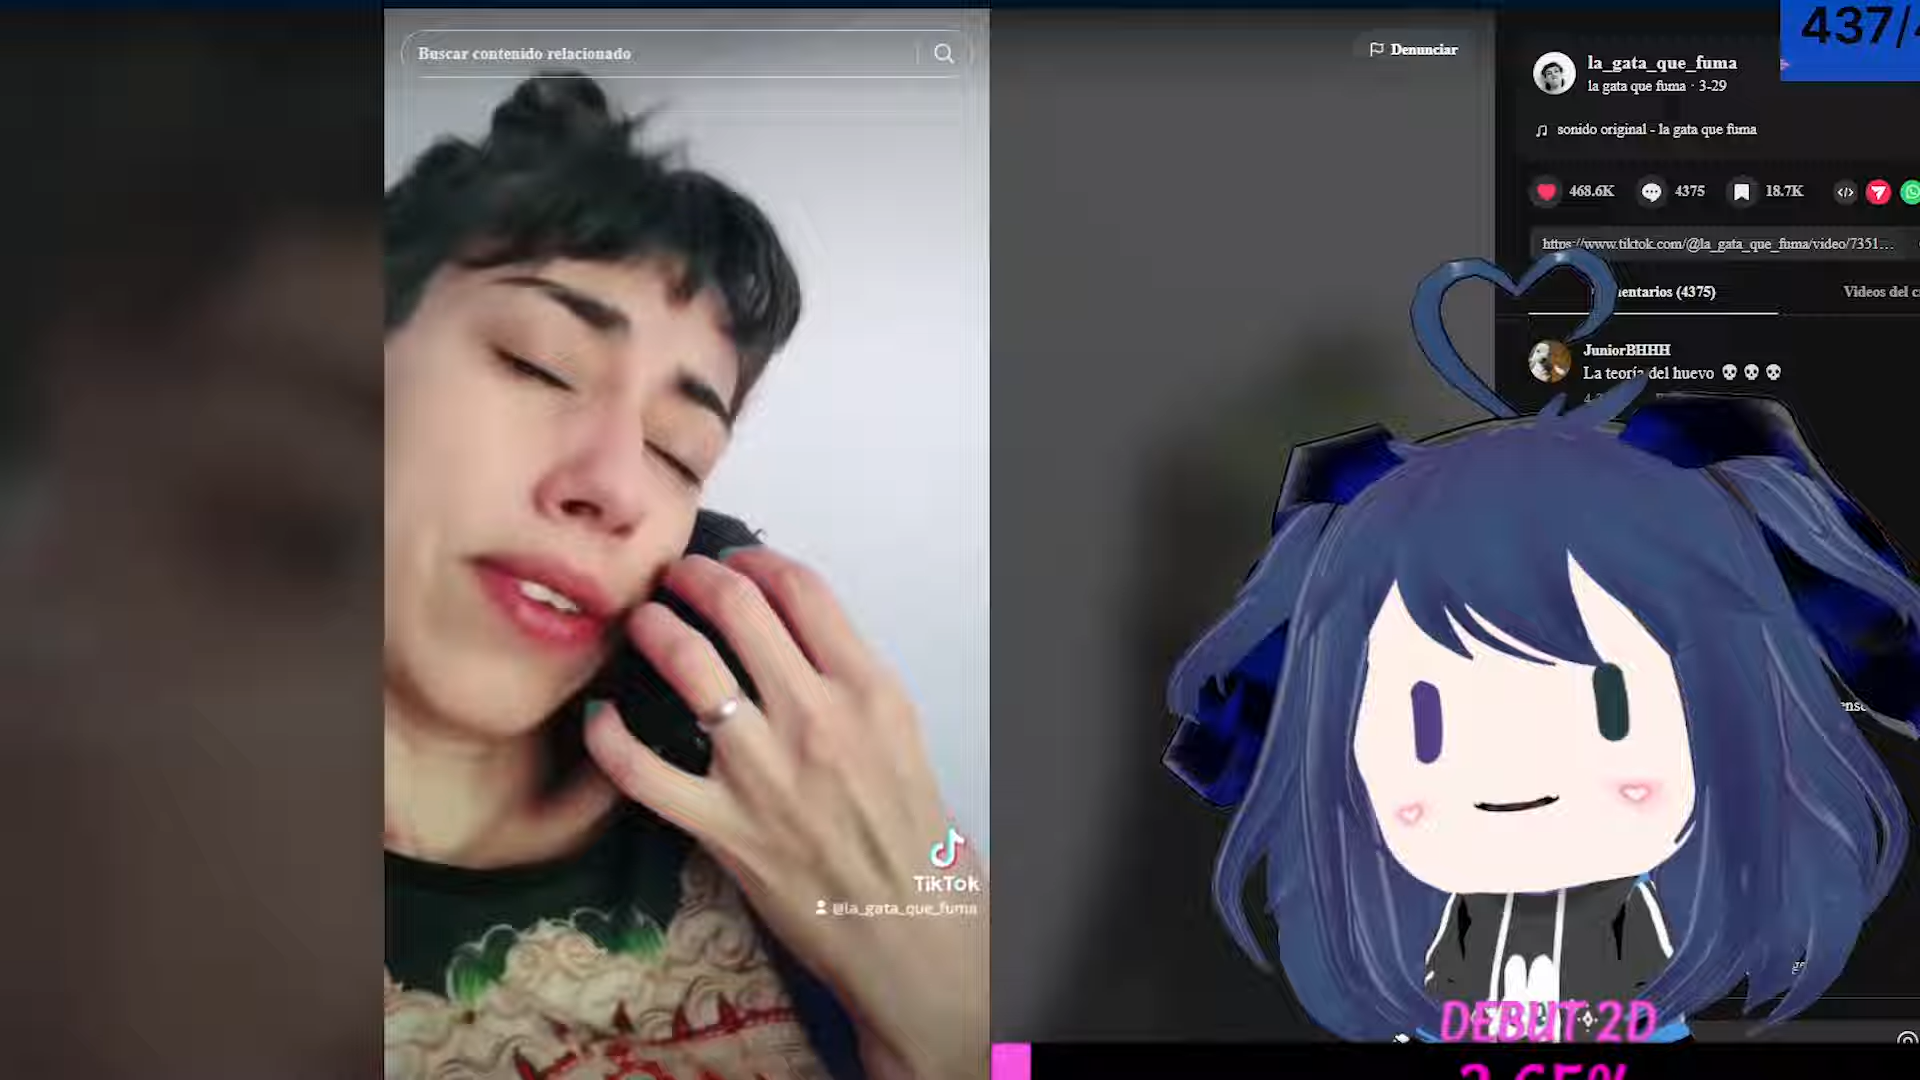 Buscar contenido relacionado
Denunciar
437/
la_gata_que_fuma
la gata que fuma · 3-29
sonido original - la gata que fuma
468.6K
4375
18.7K
https://www.tiktok.com/@la_gata_que_fuma/video/7351...
entarios (4375)
Videos del c
JuniorBHHH
La teoría del huevo 💀💀💀
TikTok
@la_gata_que_fuma
DEBUT 2D